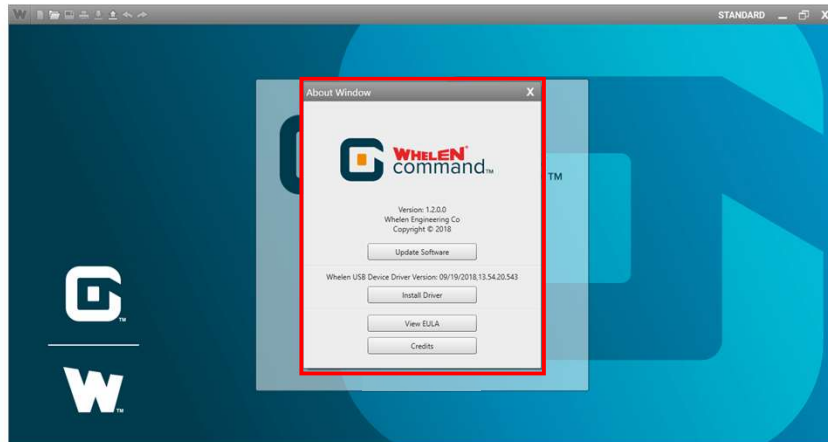 W STANDARD X
About Window X
WHELEN®
command™
TM
Version: 1.2.0.0
Whelen Engineering Co
Copyright © 2018
Update Software
Whelen USB Device Driver Version: 09/19/2018,13.54.20.543
Install Driver
View EULA
Credits
TM
W™